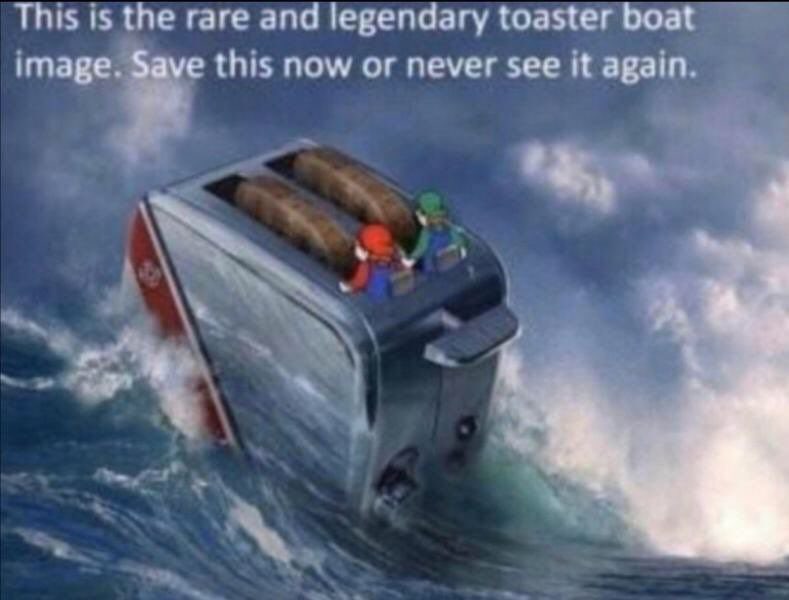 This is the rare and legendary toaster boat
image. Save this now or never see it again.